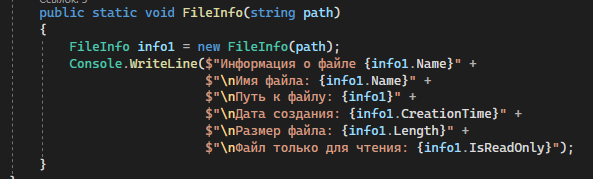 public static void FileInfo(string path)
{
FileInfo info1 = new FileInfo(path);
Console.WriteLine($"Информация о файле {info1.Name}" +
$"\nИмя файла: {info1.Name}" +
$"\nПуть к файлу: {info1}" +
$"\nДата создания: {info1.CreationTime}" +
$"\nРазмер файла: {info1.Length}" +
$"\nФайл только для чтения: {info1.IsReadOnly}");
}